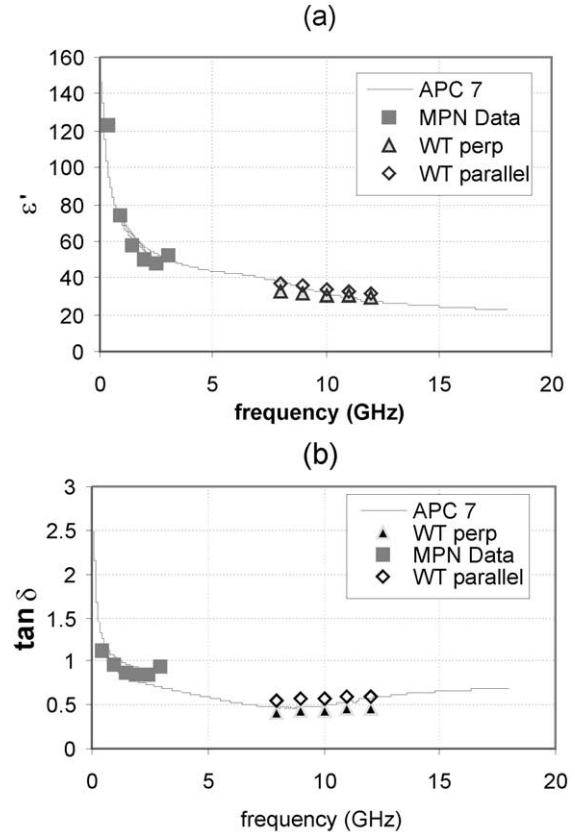 (a)
160
140
120
100
80
60
40
20
0
ε'
APC 7
MPN Data
WT perp
WT parallel
0 5 10 15 20
frequency (GHz)
(b)
3
2.5
2
1.5
1
0.5
0
tan δ
APC 7
WT perp
MPN Data
WT parallel
0 5 10 15 20
frequency (GHz)